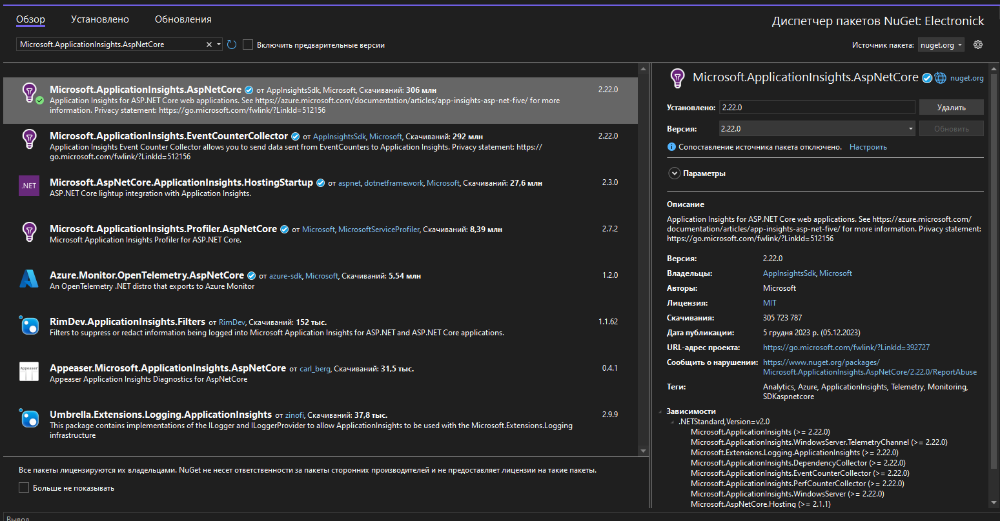 Обзор
Установлено
Обновления
Диспетчер пакетов NuGet: Electronick
Microsoft.ApplicationInsights.AspNetCore
Включить предварительные версии
Источник пакета: nuget.org
Microsoft.ApplicationInsights.AspNetCore от AppInsightsSdk, Microsoft, Скачиваний: 306 млн 2.22.0
Application Insights for ASP.NET Core web applications. See https://azure.microsoft.com/documentation/articles/app-insights-asp-net-five/ for more
information. Privacy statement: https://go.microsoft.com/fwlink/?LinkId=512156
Microsoft.ApplicationInsights.EventCounterCollector от AppInsightsSdk, Microsoft, Скачиваний: 292 млн 2.22.0
Application Insights Event Counter Collector allows you to send data sent from EventCounters to Application Insights. Privacy statement: https://
go.microsoft.com/fwlink/?LinkId=512156
.NET
Microsoft.AspNetCore.ApplicationInsights.HostingStartup от aspnet, dotnetframework, Microsoft, Скачиваний: 27,6 млн 2.3.0
ASP.NET Core lightup integration with Application Insights.
Microsoft.ApplicationInsights.Profiler.AspNetCore от Microsoft, MicrosoftServiceProfiler, Скачиваний: 8,39 млн 2.7.2
Microsoft Application Insights Profiler for ASP.NET Core.
Azure.Monitor.OpenTelemetry.AspNetCore от azure-sdk, Microsoft, Скачиваний: 5,54 млн 1.2.0
An OpenTelemetry .NET distro that exports to Azure Monitor
RimDev.ApplicationInsights.Filters от RimDev, Скачиваний: 152 тыс. 1.1.62
Filters to suppress or redact information being logged into Microsoft Application Insights for ASP.NET and ASP.NET Core applications.
Appeaser
Appeaser.Microsoft.ApplicationInsights.AspNetCore от carl_berg, Скачиваний: 31,5 тыс. 0.4.1
Appeaser Application Insights Diagnostics for AspNetCore
Umbrella.Extensions.Logging.ApplicationInsights от zinofi, Скачиваний: 37,8 тыс. 2.9.9
This package contains implementations of the ILogger and ILoggerProvider to allow ApplicationInsights to be used with the Microsoft.Extensions.Logging
infrastructure
Все пакеты лицензируются их владельцами. NuGet не несет ответственности за пакеты сторонних производителей и не предоставляет лицензии на такие пакеты.
Больше не показывать
Вывод
Microsoft.ApplicationInsights.AspNetCore nuget.org
Установлено: 2.22.0 Удалить
Версия: 2.22.0 Обновить
Сопоставление источника пакета отключено. Настроить
Параметры
Описание
Application Insights for ASP.NET Core web applications. See https://azure.microsoft.com/
documentation/articles/app-insights-asp-net-five/ for more information. Privacy statement:
https://go.microsoft.com/fwlink/?LinkId=512156
Версия: 2.22.0
Владельцы: AppInsightsSdk, Microsoft
Авторы: Microsoft
Лицензия: MIT
Скачивания: 305 723 787
Дата публикации: 5 грудня 2023 р. (05.12.2023)
URL-адрес проекта: https://go.microsoft.com/fwlink/?LinkId=392727
Сообщить о нарушении: https://www.nuget.org/packages/
Microsoft.ApplicationInsights.AspNetCore/2.22.0/ReportAbuse
Теги: Analytics, Azure, ApplicationInsights, Telemetry, Monitoring,
SDKaspnetcore
Зависимости
.NETStandard,Version=v2.0
Microsoft.ApplicationInsights (>= 2.22.0)
Microsoft.ApplicationInsights.WindowsServer.TelemetryChannel (>= 2.22.0)
Microsoft.Extensions.Logging.ApplicationInsights (>= 2.22.0)
Microsoft.ApplicationInsights.DependencyCollector (>= 2.22.0)
Microsoft.ApplicationInsights.EventCounterCollector (>= 2.22.0)
Microsoft.ApplicationInsights.PerfCounterCollector (>= 2.22.0)
Microsoft.ApplicationInsights.WindowsServer (>= 2.22.0)
Microsoft.AspNetCore.Hosting (>= 2.1.1)